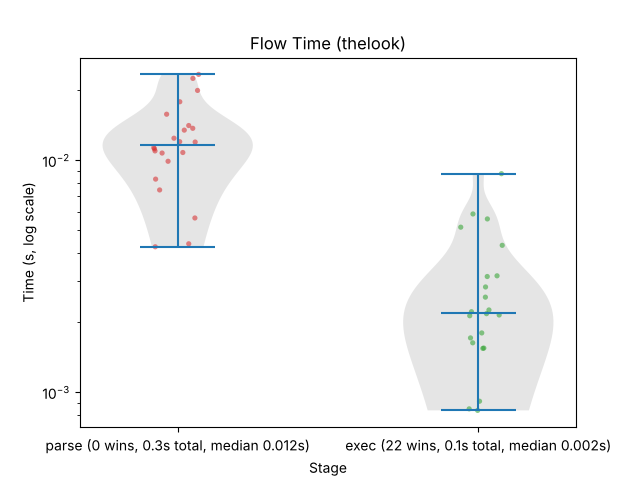 Flow Time (thelook)
Time (s, log scale)
10⁻²
10⁻³
parse (0 wins, 0.3s total, median 0.012s)
exec (22 wins, 0.1s total, median 0.002s)
Stage